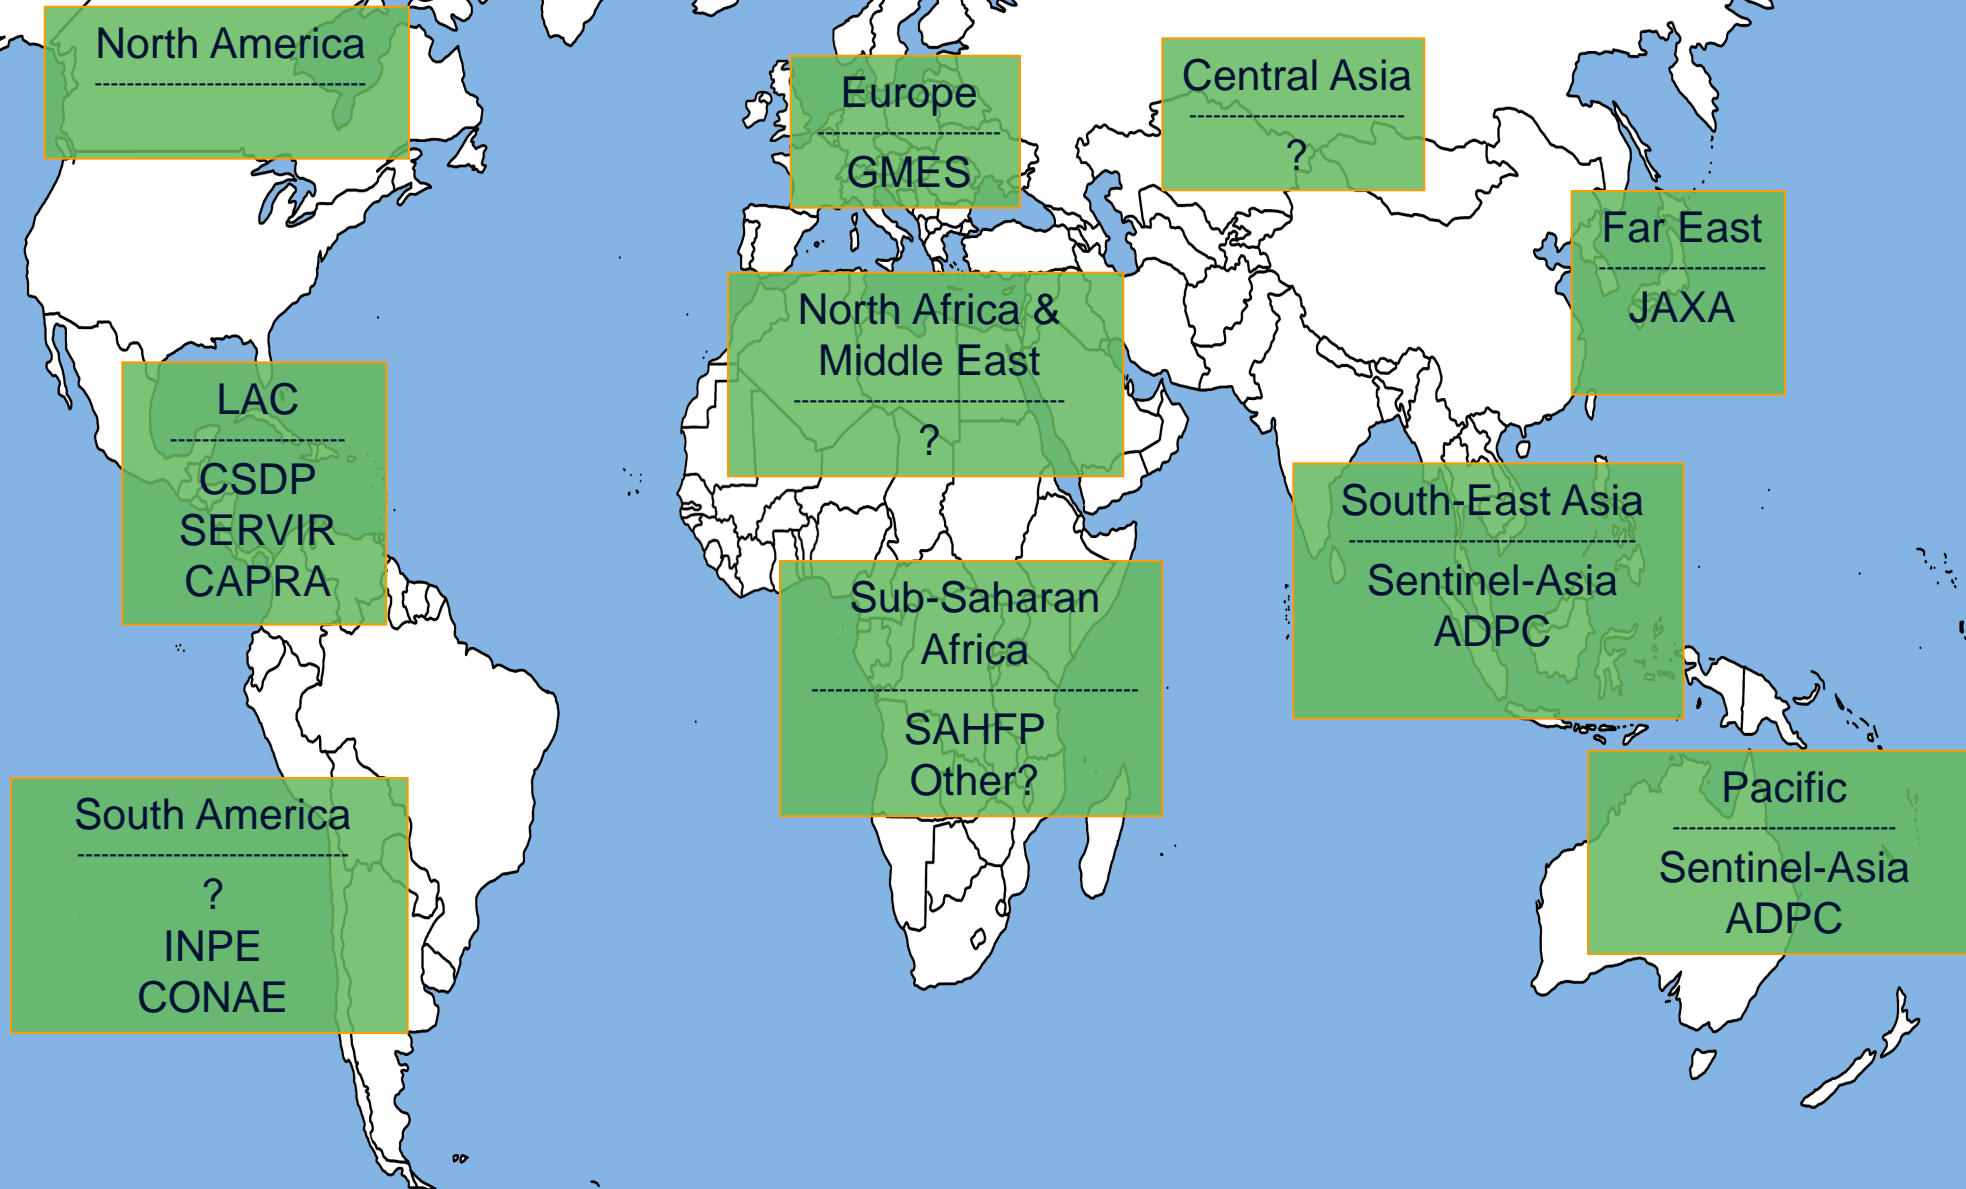 North America
----------------------------------
Europe
-----------------------
GMES
Central Asia
---------------------------
?
Far East
---------------------
JAXA
North Africa &
Middle East
----------------------------------
?
LAC
----------------------
CSDP
SERVIR
CAPRA
South-East Asia
------------------------------------
Sentinel-Asia
ADPC
Sub-Saharan
Africa
-----------------------------------------
SAHFP
Other?
South America
----------------------------------
?
INPE
CONAE
Pacific
----------------------------
Sentinel-Asia
ADPC